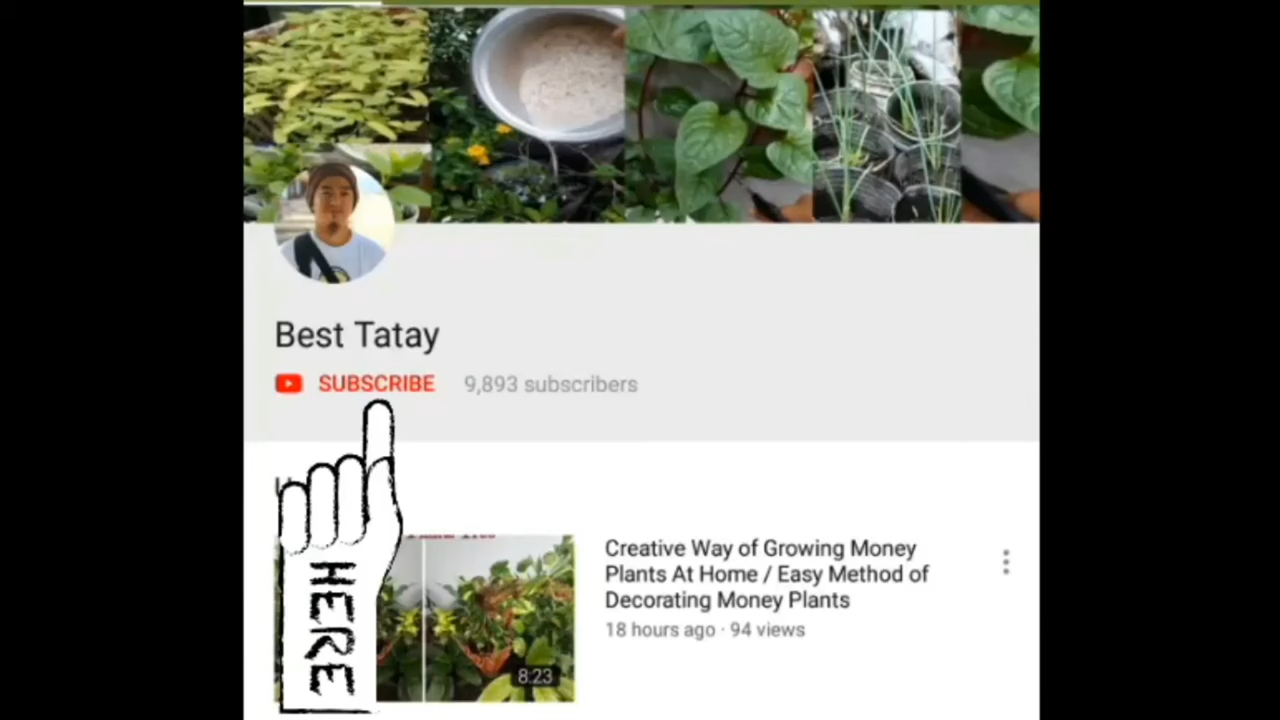 Best Tatay
SUBSCRIBE 9,893 subscribers
Creative Way of Growing Money
Plants At Home / Easy Method of
Decorating Money Plants
18 hours ago · 94 views
8:23
HERE